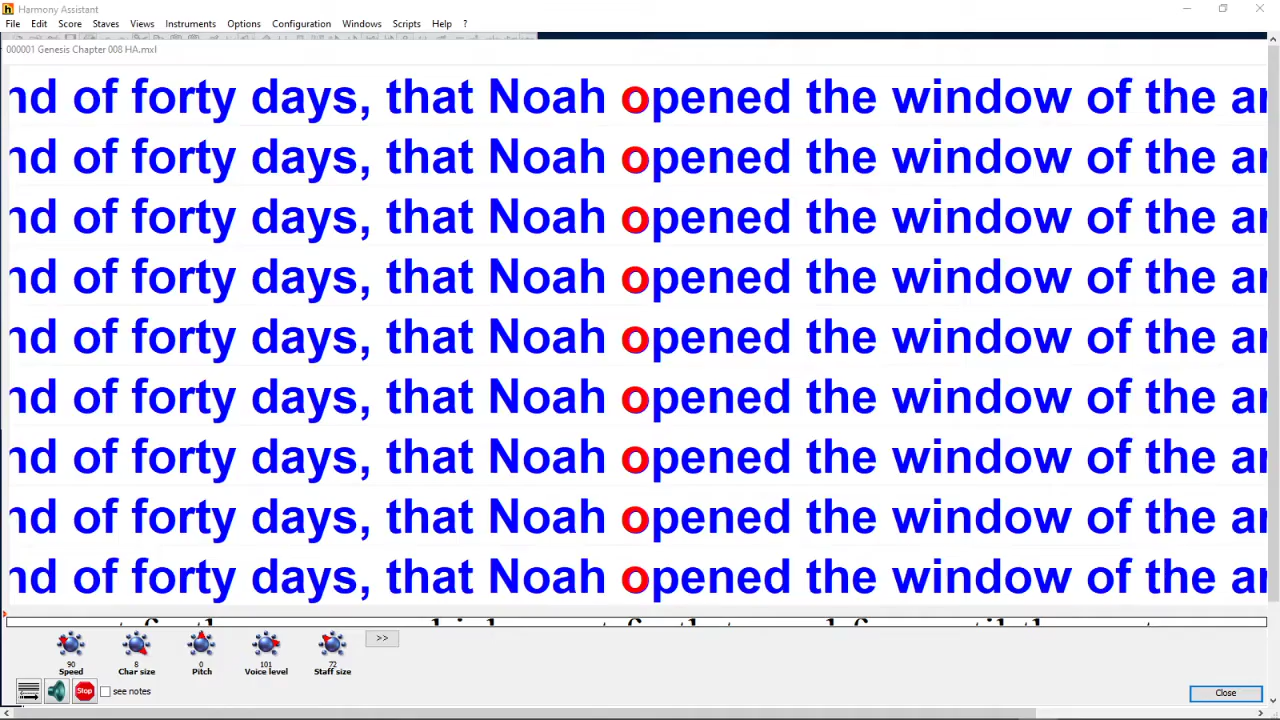 Harmony Assistant
File Edit Score Staves Views Instruments Options Configuration Windows Scripts Help ?
000001 Genesis Chapter 008 HA.mxl
nd of forty days, that Noah opened the window of the ar
nd of forty days, that Noah opened the window of the ar
nd of forty days, that Noah opened the window of the ar
nd of forty days, that Noah opened the window of the ar
nd of forty days, that Noah opened the window of the ar
nd of forty days, that Noah opened the window of the ar
nd of forty days, that Noah opened the window of the ar
nd of forty days, that Noah opened the window of the ar
nd of forty days, that Noah opened the window of the ar
>>
90 8 0 101 72
Speed Char size Pitch Voice level Staff size
Stop see notes
Close